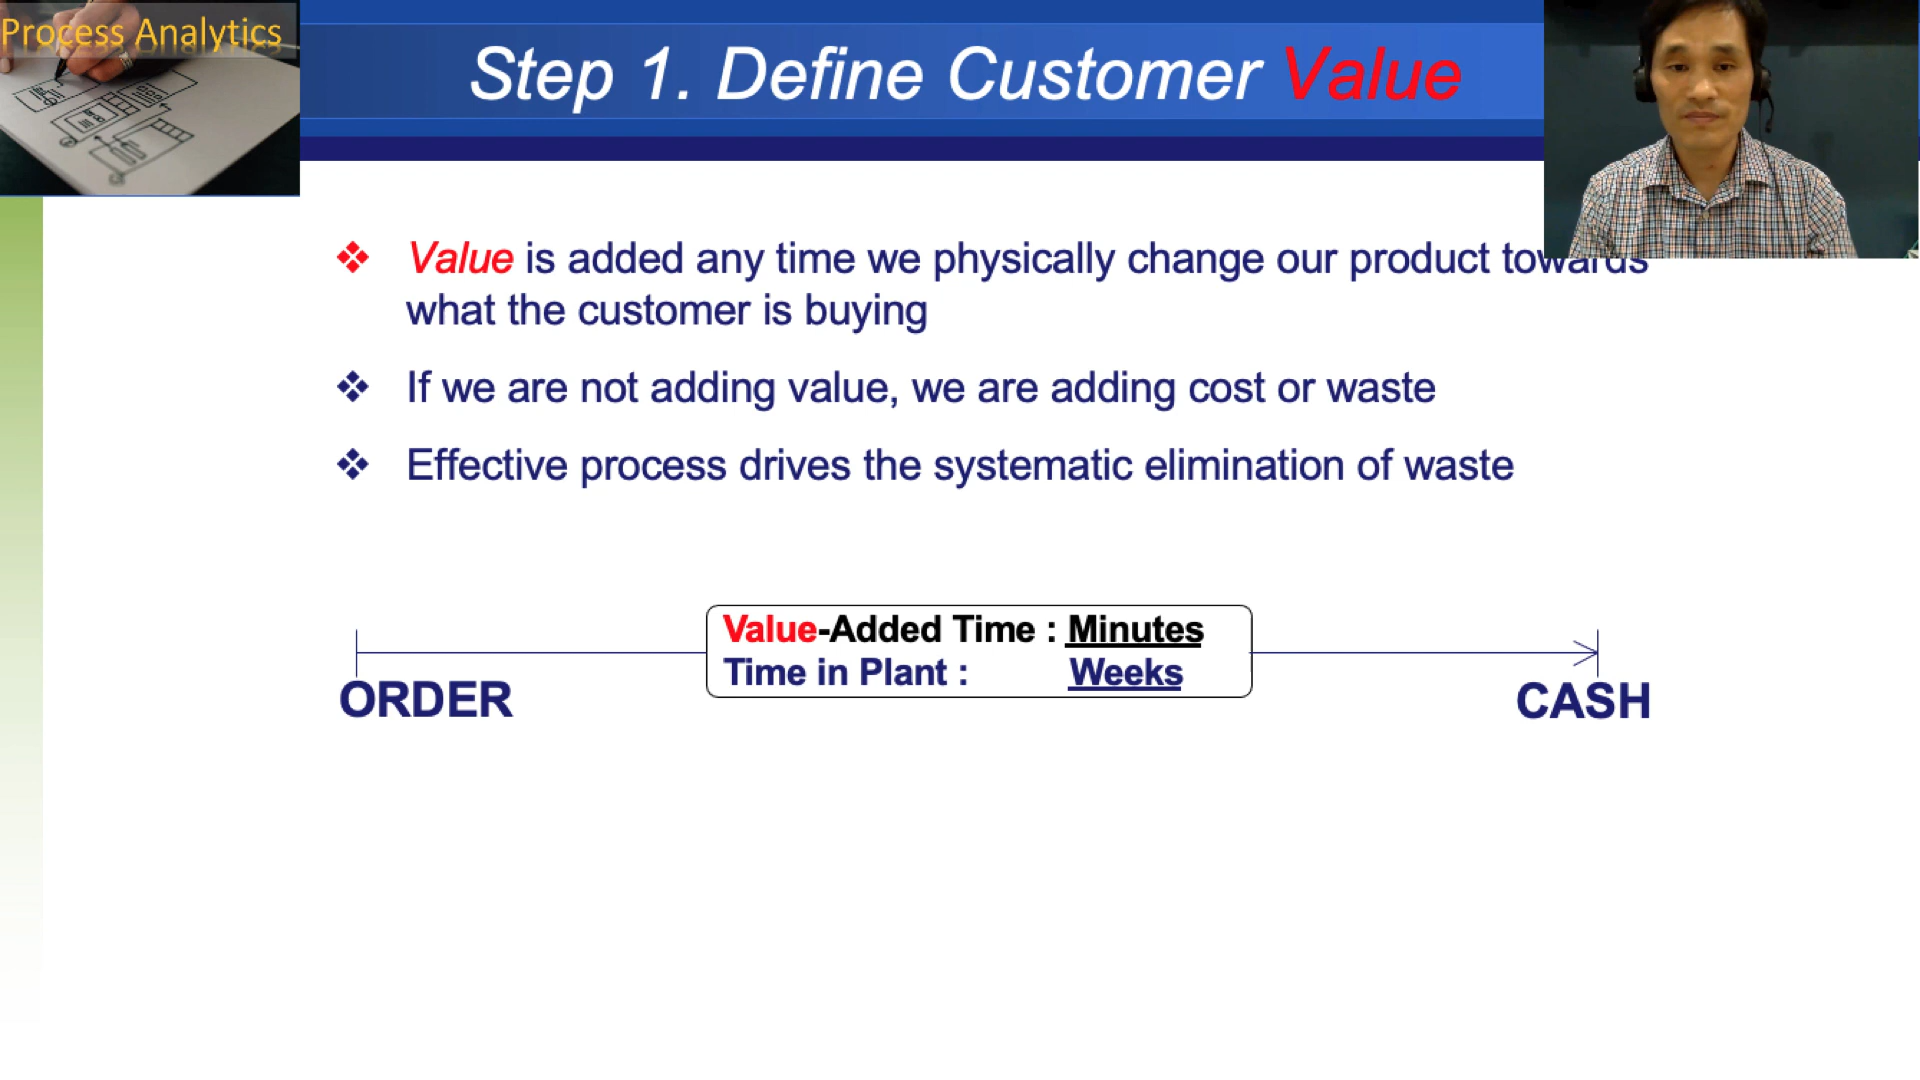 Process Analytics
Step 1. Define Customer Value
Value is added any time we physically change our product towards
what the customer is buying
If we are not adding value, we are adding cost or waste
Effective process drives the systematic elimination of waste
Value-Added Time : Minutes
Time in Plant : Weeks
ORDER
CASH